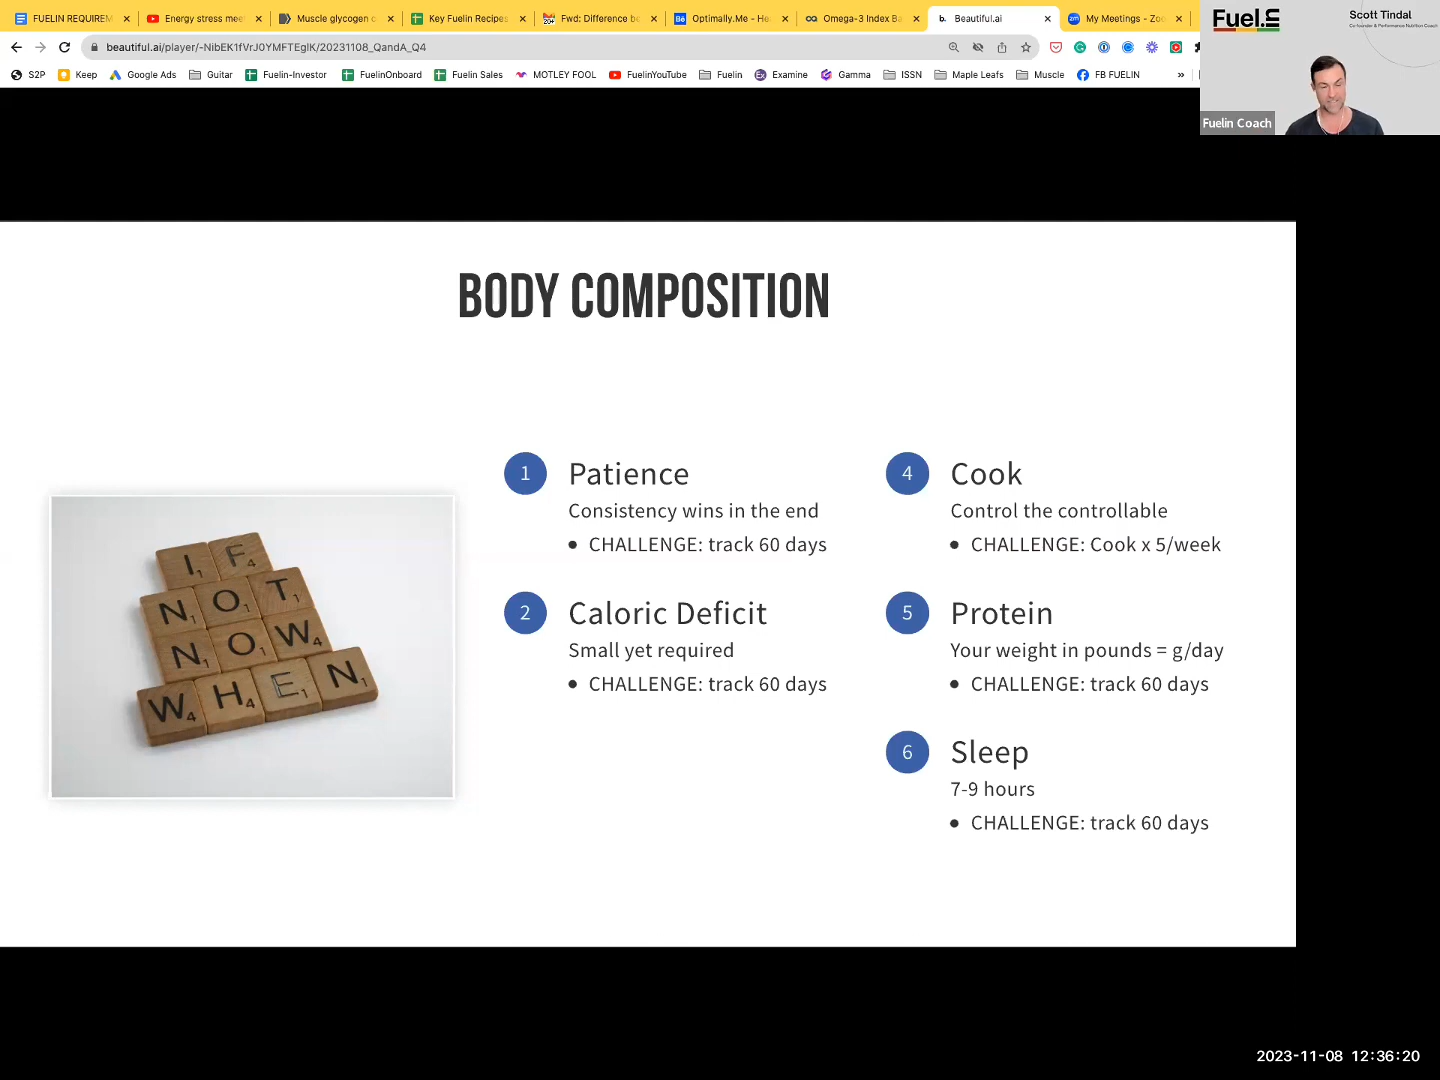 FUELIN REQUIREM
Energy stress mee
Muscle glycogen c
Key Fuelin Recipes
Fwd: Difference be
Optimally.Me - He
Omega-3 Index Ba
b. Beautiful.ai
My Meetings - Zoo
beautiful.ai/player/-NibEK1fVrJ0YMFTEglK/20231108_QandA_Q4
S2P
Keep
Google Ads
Guitar
Fuelin-Investor
FuelinOnboard
Fuelin Sales
MOTLEY FOOL
FuelinYouTube
Fuelin
Ex Examine
Gamma
ISSN
Maple Leafs
Muscle
FB FUELIN
»
Fuel.in
Scott Tindal
Co founder & Performance Nutrition Coach
Fuelin Coach
BODY COMPOSITION
IF
NOT
NOW
WHEN
1 Patience
Consistency wins in the end
• CHALLENGE: track 60 days
2 Caloric Deficit
Small yet required
• CHALLENGE: track 60 days
4 Cook
Control the controllable
• CHALLENGE: Cook x 5/week
5 Protein
Your weight in pounds = g/day
• CHALLENGE: track 60 days
6 Sleep
7-9 hours
• CHALLENGE: track 60 days
2023-11-08 12:36:20